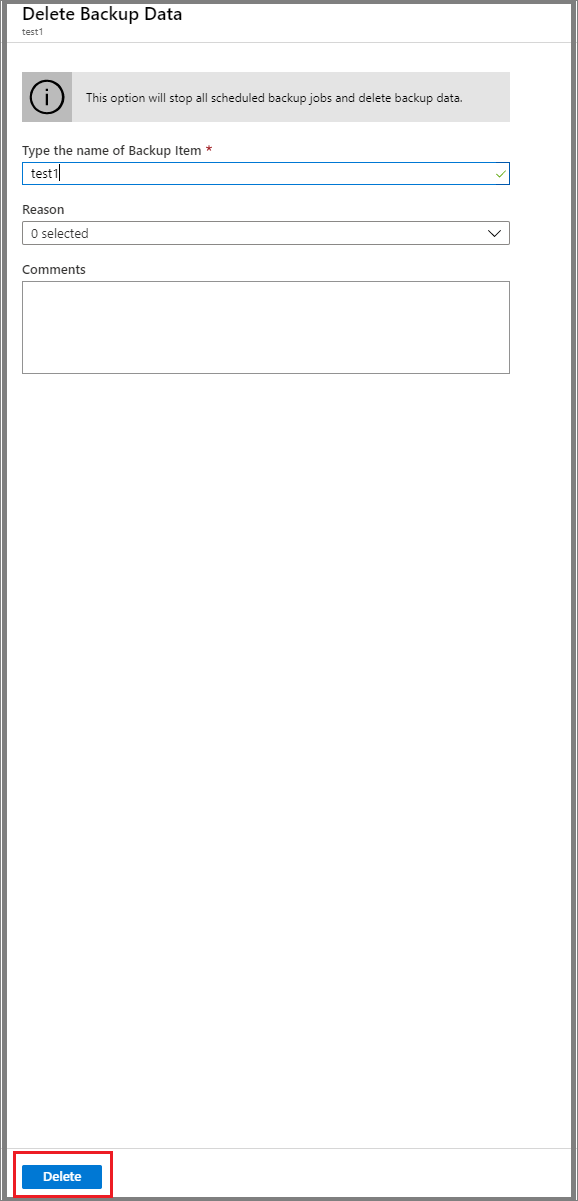 Delete Backup Data
test1
This option will stop all scheduled backup jobs and delete backup data.
Type the name of Backup Item *
test1
Reason
0 selected
Comments
Delete